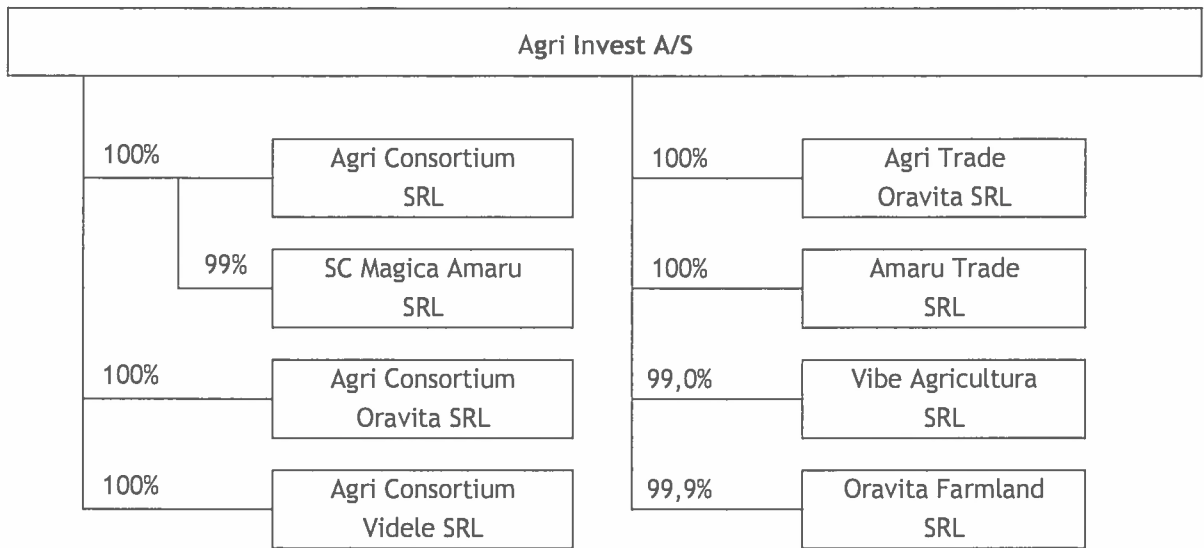 Agri Invest A/S
100%
Agri Consortium
SRL
99%
SC Magica Amaru
SRL
100%
Agri Consortium
Oravita SRL
100%
Agri Consortium
Videle SRL
100%
Agri Trade
Oravita SRL
100%
Amaru Trade
SRL
99,0%
Vibe Agricultura
SRL
99,9%
Oravita Farmland
SRL